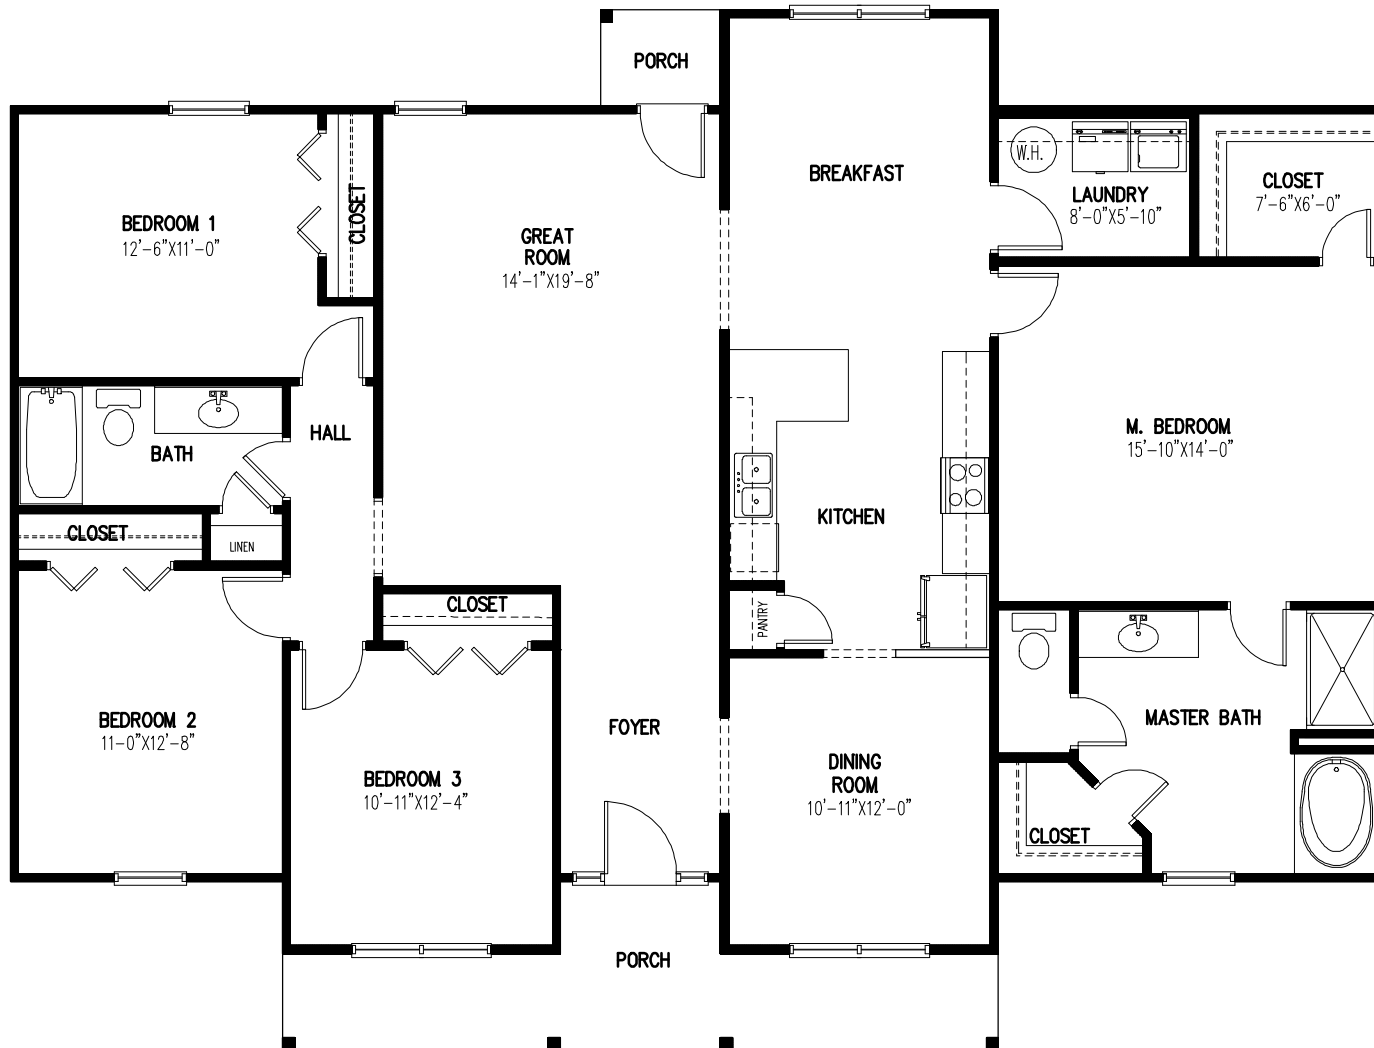 PORCH
BREAKFAST
W.H.
LAUNDRY
8'-0"X5'-10"
CLOSET
7'-6"X6'-0"
BEDROOM 1
12'-6"X11'-0"
CLOSET
GREAT
ROOM
14'-1"X19'-8"
HALL
BATH
M. BEDROOM
15'-10"X14'-0"
KITCHEN
CLOSET
LINEN
CLOSET
PANTRY
BEDROOM 2
11-0"X12'-8"
FOYER
MASTER BATH
BEDROOM 3
10'-11"X12'-4"
DINING
ROOM
10'-11"X12'-0"
CLOSET
PORCH